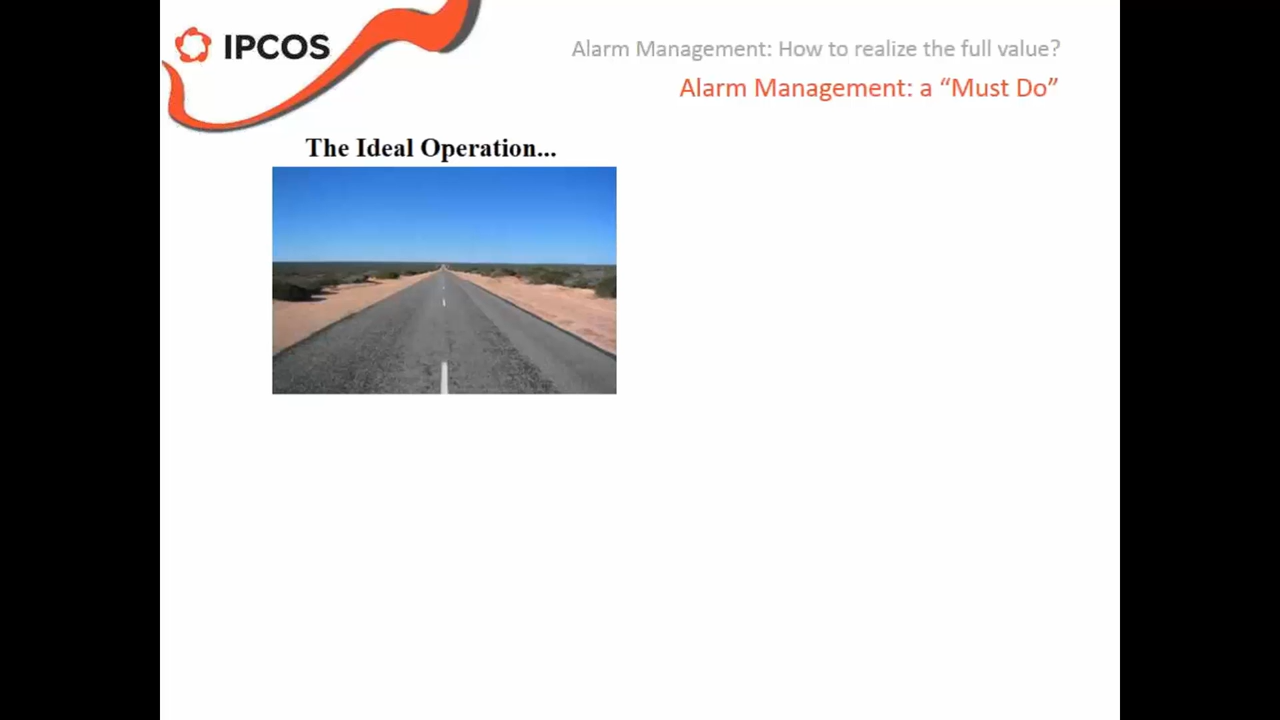 IPCOS
Alarm Management: How to realize the full value?
Alarm Management: a “Must Do”
The Ideal Operation...